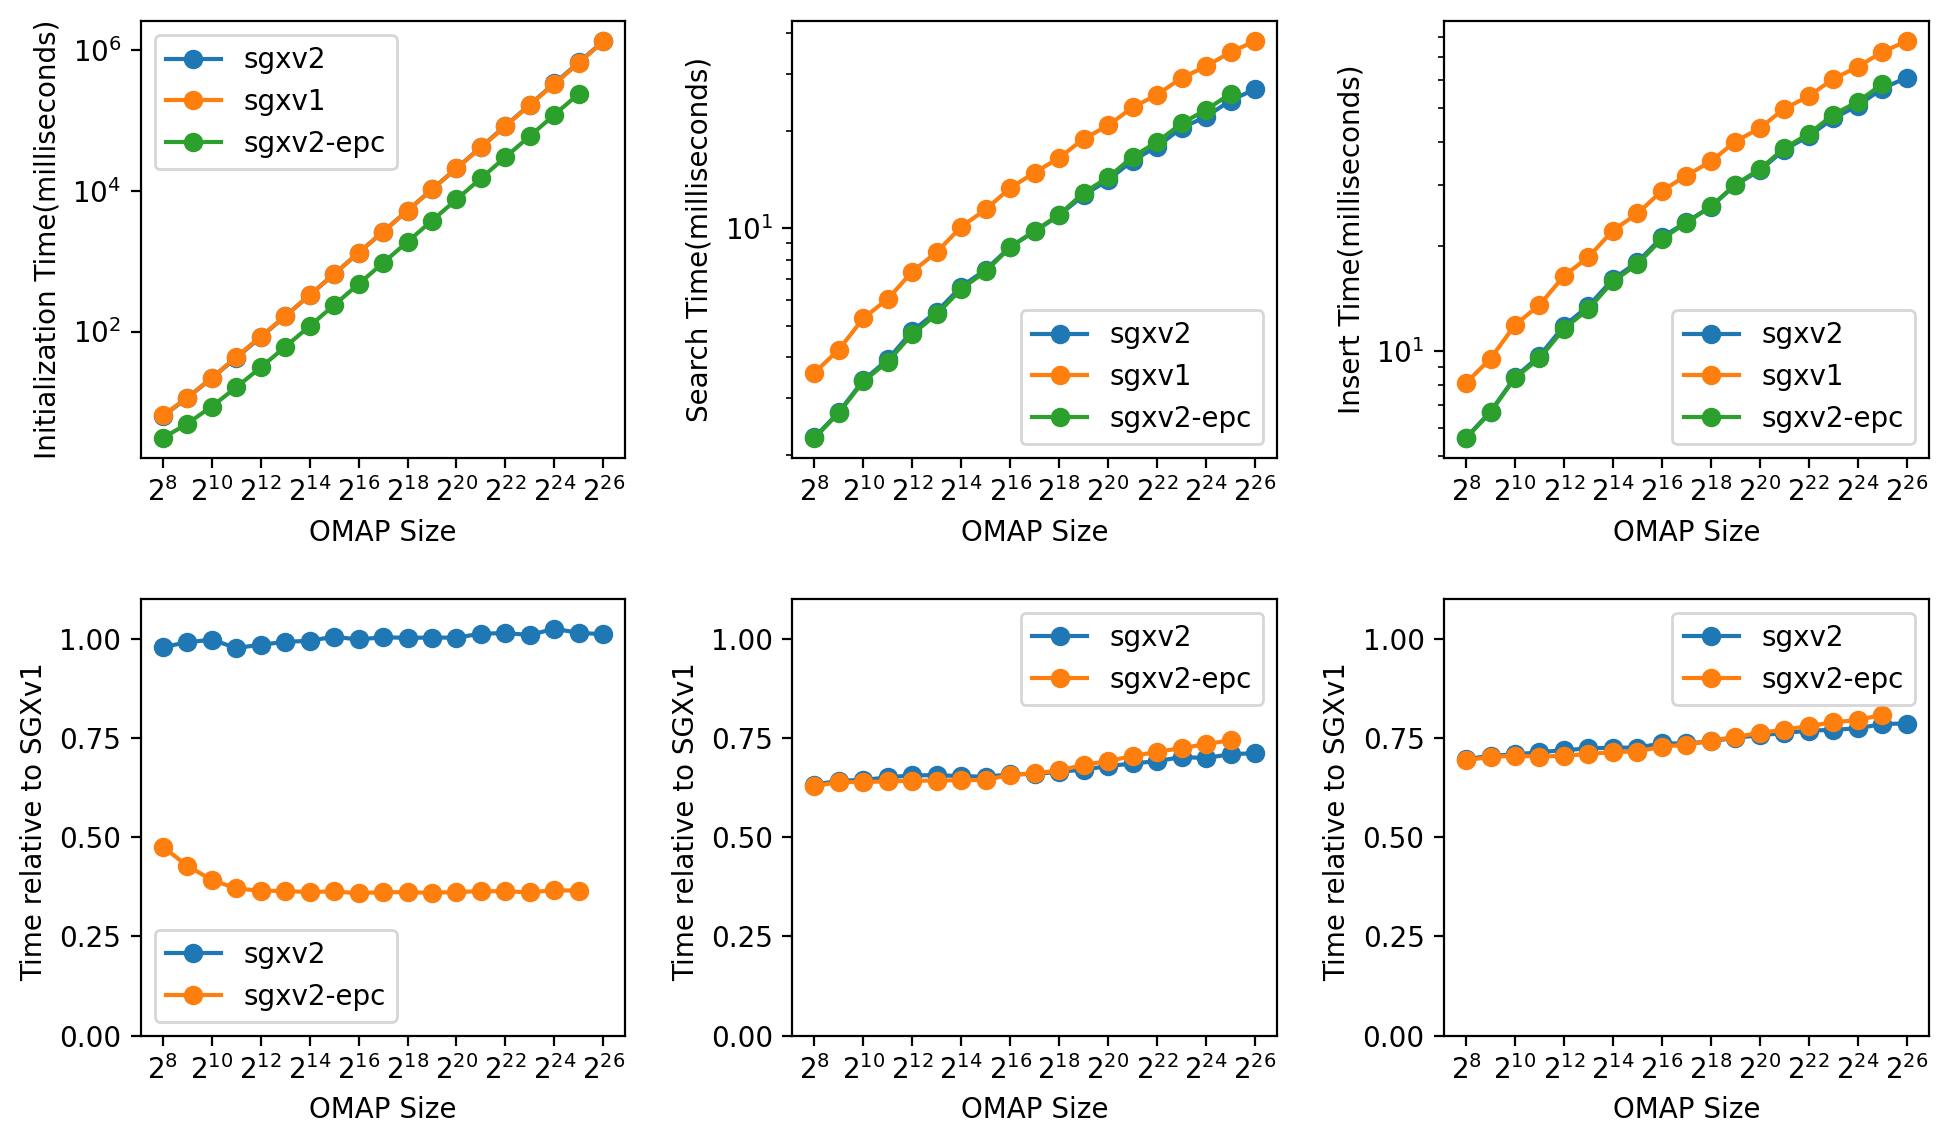 Initialization Time(milliseconds)
10^6
10^4
10^2
sgxv2
sgxv1
sgxv2-epc
2^8 2^10 2^12 2^14 2^16 2^18 2^20 2^22 2^24 2^26
OMAP Size
Search Time(milliseconds)
10^1
sgxv2
sgxv1
sgxv2-epc
2^8 2^10 2^12 2^14 2^16 2^18 2^20 2^22 2^24 2^26
OMAP Size
Insert Time(milliseconds)
10^1
sgxv2
sgxv1
sgxv2-epc
2^8 2^10 2^12 2^14 2^16 2^18 2^20 2^22 2^24 2^26
OMAP Size
Time relative to SGXv1
1.00
0.75
0.50
0.25
0.00
sgxv2
sgxv2-epc
2^8 2^10 2^12 2^14 2^16 2^18 2^20 2^22 2^24 2^26
OMAP Size
Time relative to SGXv1
1.00
0.75
0.50
0.25
0.00
sgxv2
sgxv2-epc
2^8 2^10 2^12 2^14 2^16 2^18 2^20 2^22 2^24 2^26
OMAP Size
Time relative to SGXv1
1.00
0.75
0.50
0.25
0.00
sgxv2
sgxv2-epc
2^8 2^10 2^12 2^14 2^16 2^18 2^20 2^22 2^24 2^26
OMAP Size